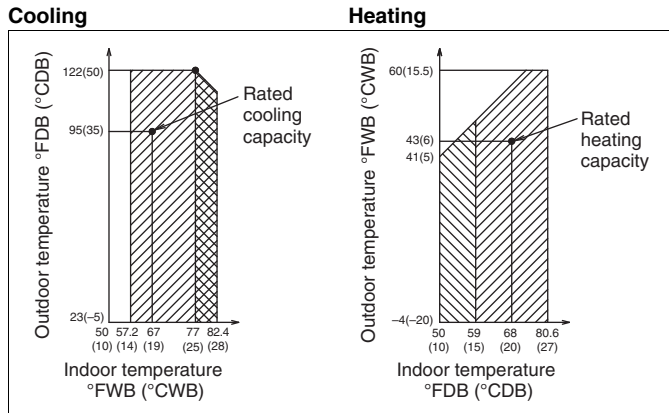 Cooling
Outdoor temperature °FDB (°CDB)
122(50)
95(35)
23(–5)
Rated
cooling
capacity
50 57.2 67 77 82.4
(10) (14) (19) (25) (28)
Indoor temperature
°FWB (°CWB)
Heating
Outdoor temperature °FWB (°CWB)
60(15.5)
43(6)
41(5)
–4(–20)
Rated
heating
capacity
50 59 68 80.6
(10) (15) (20) (27)
Indoor temperature
°FDB (°CDB)